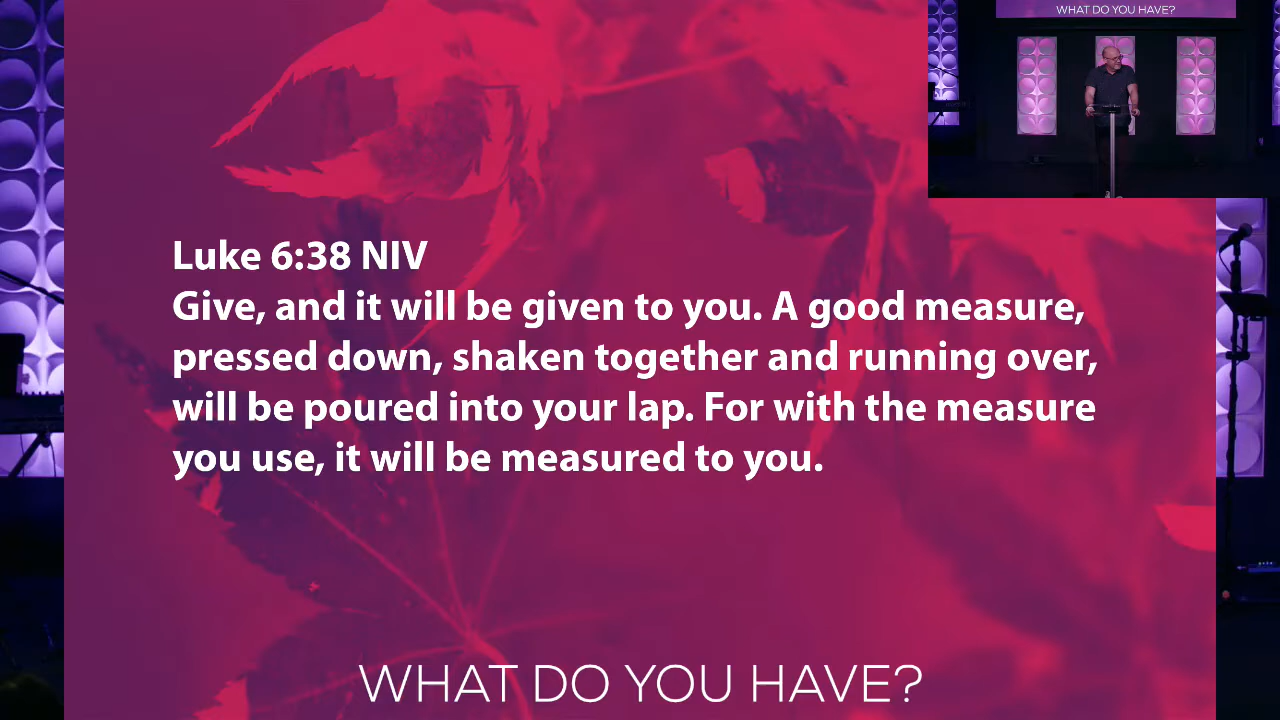 WHAT DO YOU HAVE?
Luke 6:38 NIV
Give, and it will be given to you. A good measure,
pressed down, shaken together and running over,
will be poured into your lap. For with the measure
you use, it will be measured to you.
WHAT DO YOU HAVE?